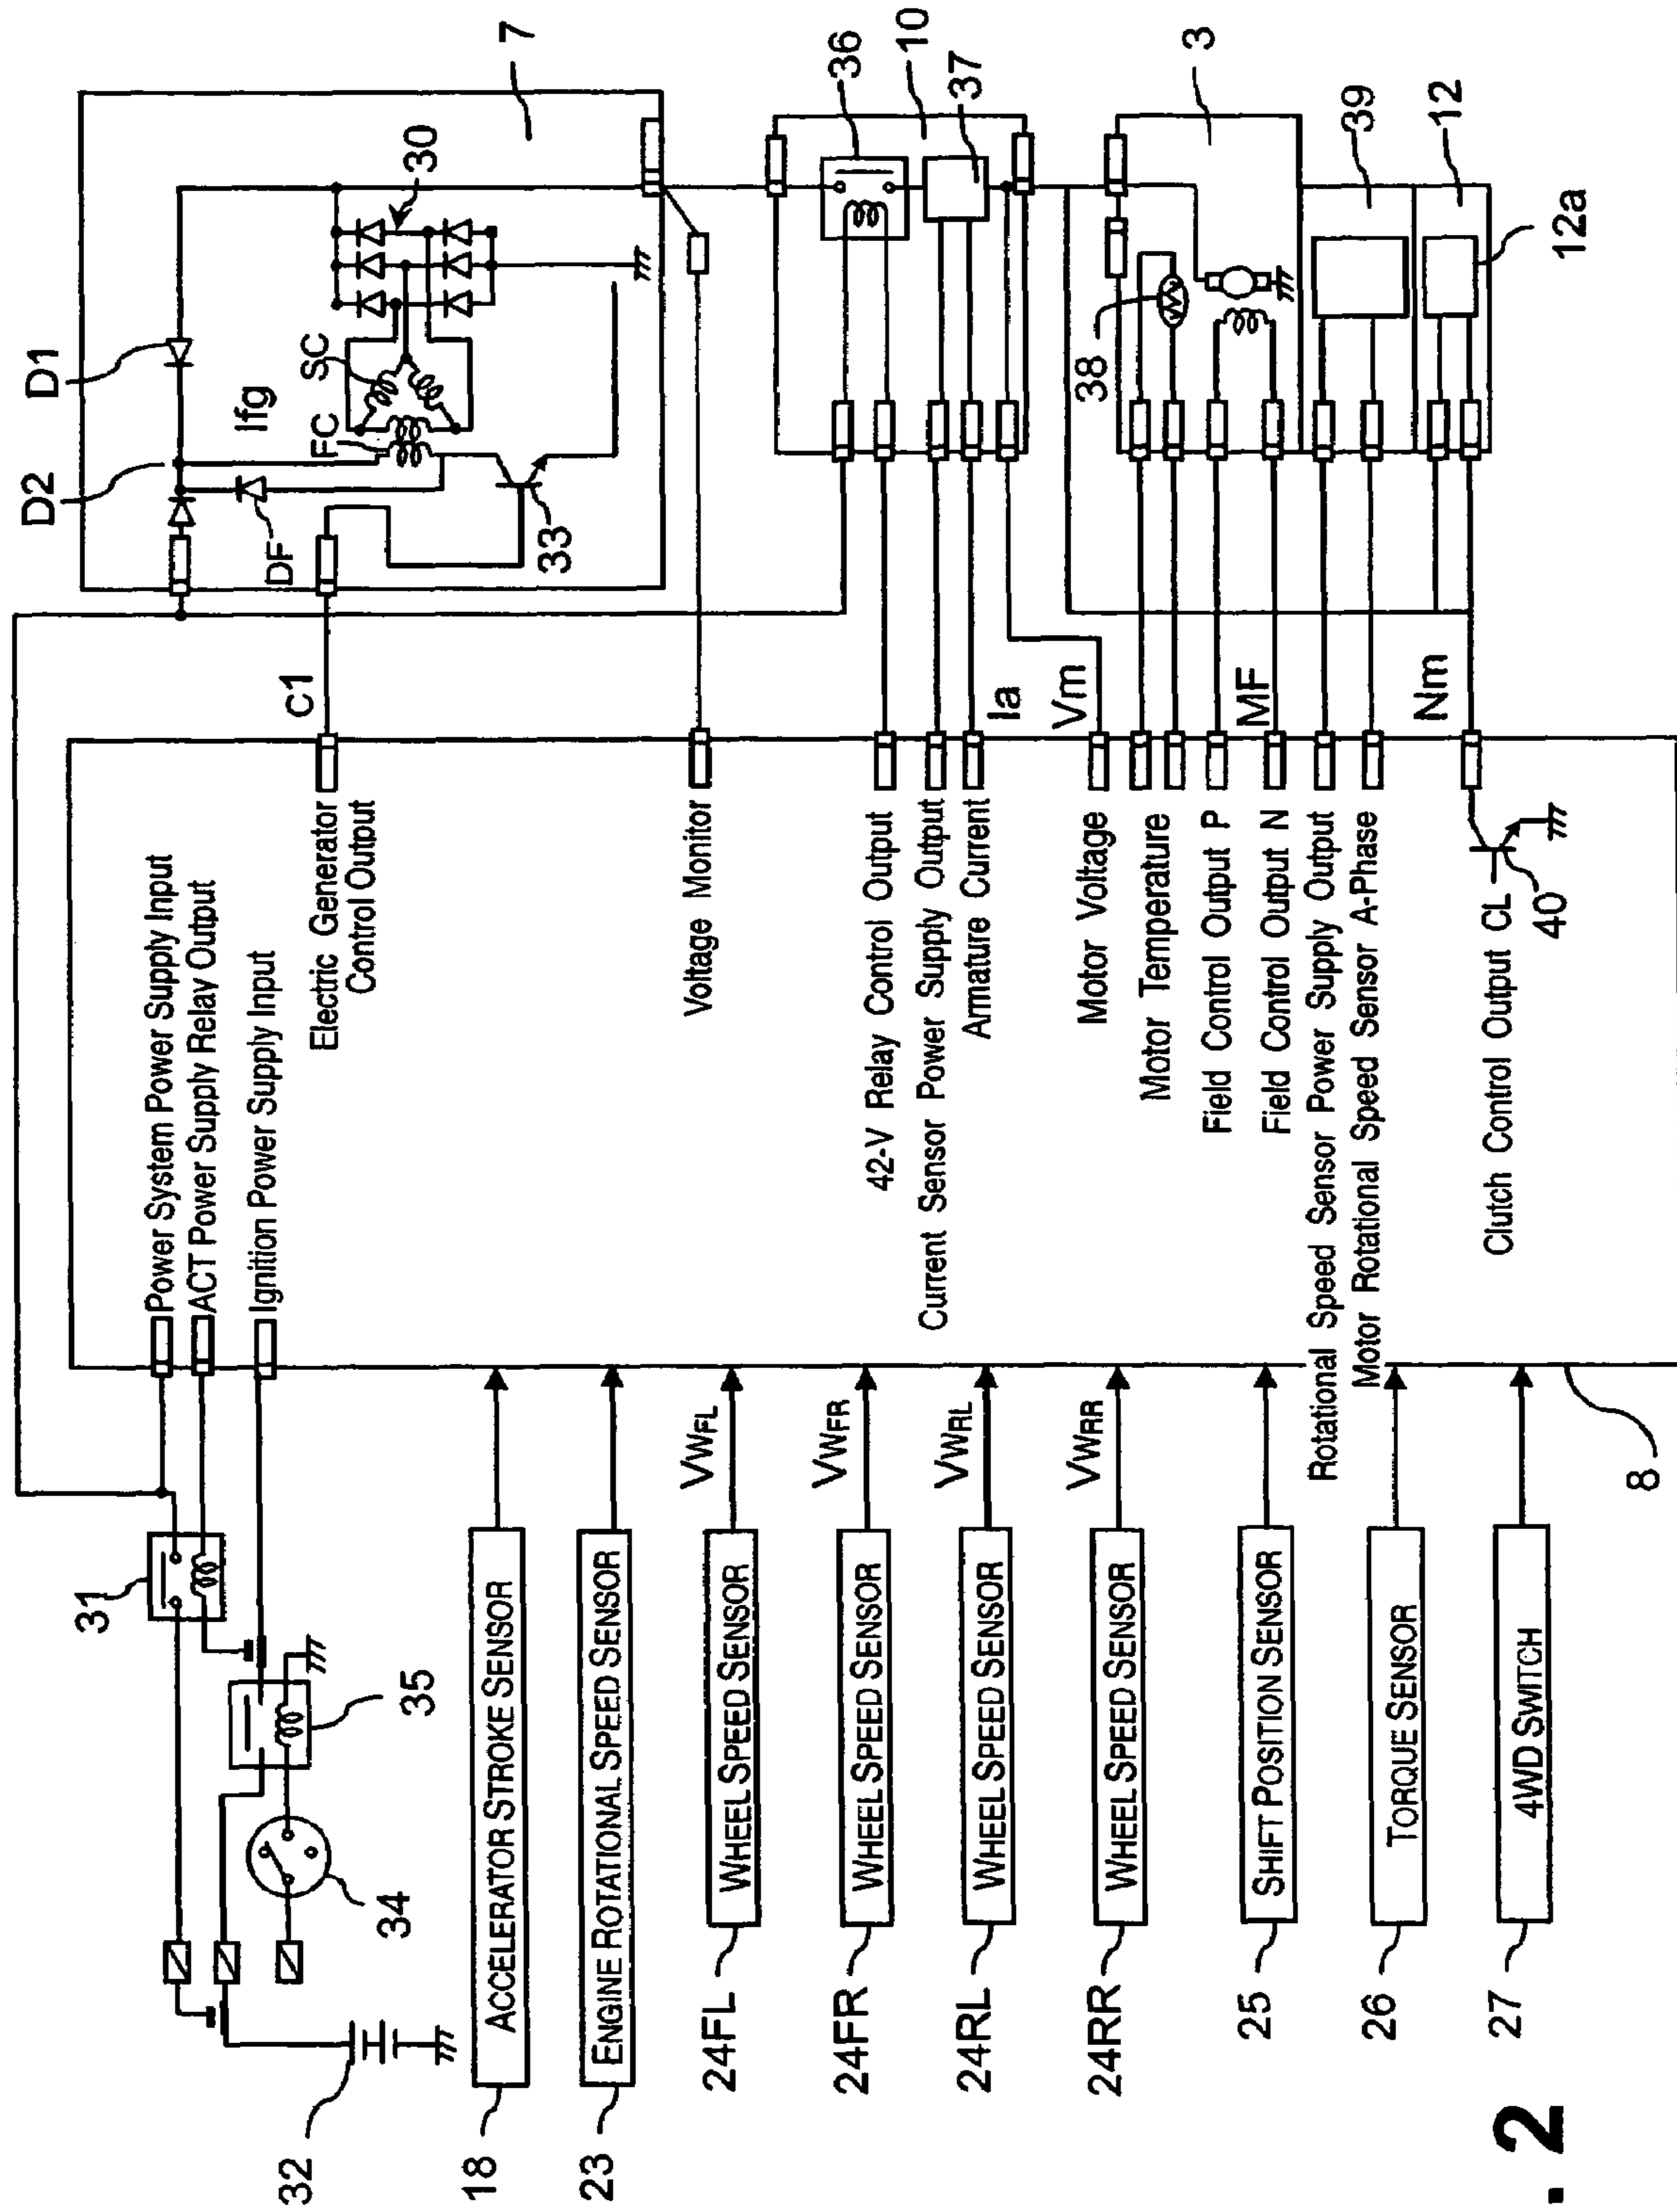 32
34
35
31
18
ACCELERATOR STROKE SENSOR
23
ENGINE ROTATIONAL SPEED SENSOR
24FL
WHEEL SPEED SENSOR
VWFL
24FR
WHEEL SPEED SENSOR
VWFR
24RL
WHEEL SPEED SENSOR
VWRL
24RR
WHEEL SPEED SENSOR
VWRR
25
SHIFT POSITION SENSOR
26
TORQUE SENSOR
27
4WD SWITCH
8
Power System Power Supply Input
ACT Power Supply Relay Output
Ignition Power Supply Input
Electric Generator
Control Output
Voltage Monitor
42-V Relay Control Output
Current Sensor Power Supply Output
Armature Current
Motor Voltage
Motor Temperature
Field Control Output P
Field Control Output N
Rotational Speed Sensor Power Supply Output
Motor Rotational Speed Sensor A-Phase
Clutch Control Output CL
40
C1
Ia
Vm
MF
Nm
D2
D1
DF
Ifg
FC
SC
30
33
7
36
10
37
38
3
39
12
12a
. 2